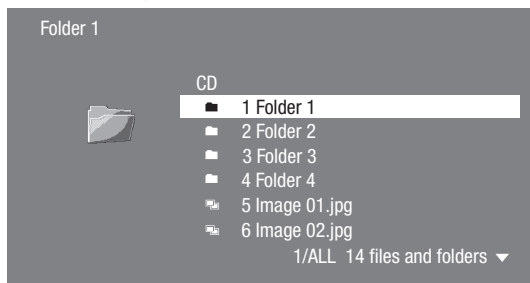 Folder 1
CD
1 Folder 1
2 Folder 2
3 Folder 3
4 Folder 4
5 Image 01.jpg
6 Image 02.jpg
1/ALL 14 files and folders